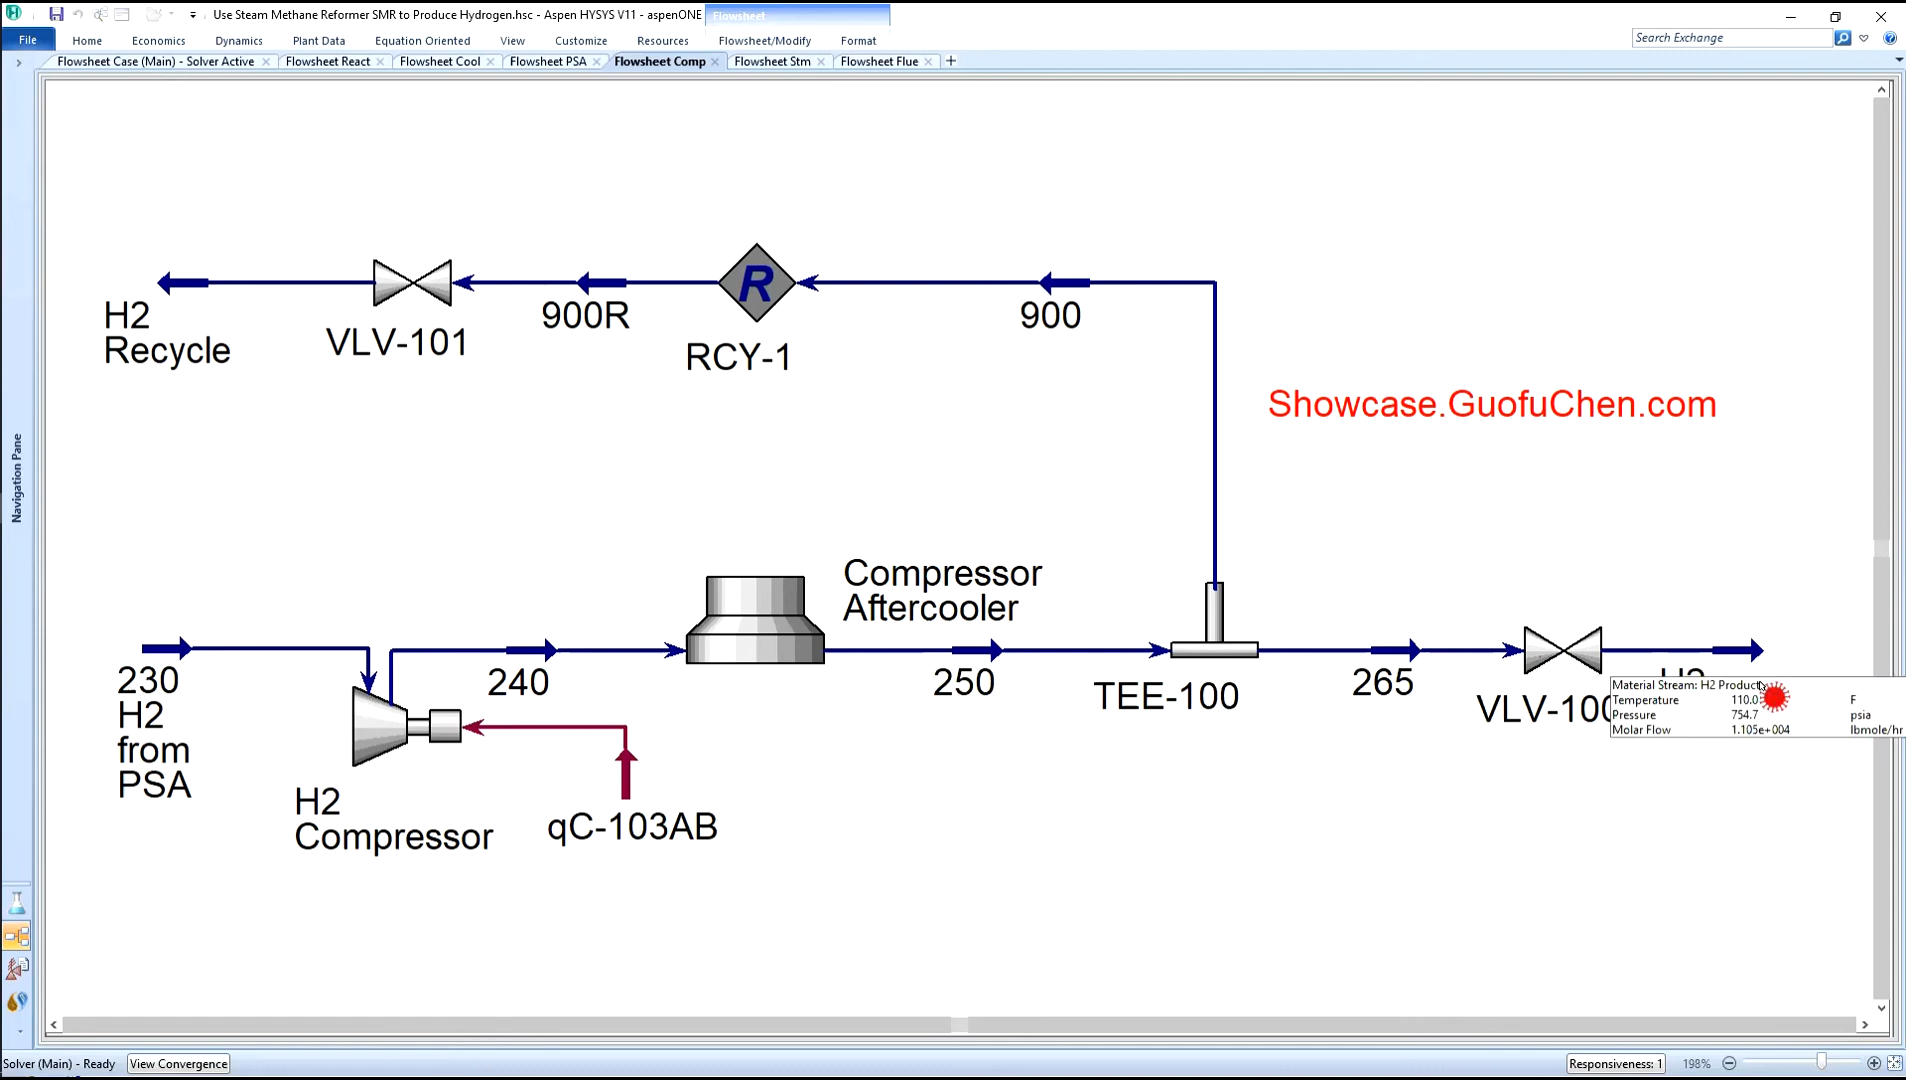 Use Steam Methane Reformer SMR to Produce Hydrogen.hsc - Aspen HYSYS V11 - aspenONE
Flowsheet
File
Home
Economics
Dynamics
Plant Data
Equation Oriented
View
Customize
Resources
Flowsheet/Modify
Format
Search Exchange
Flowsheet Case (Main) - Solver Active
Flowsheet React
Flowsheet Cool
Flowsheet PSA
Flowsheet Comp
Flowsheet Stm
Flowsheet Flue
Navigation Pane
R
H2
Recycle
VLV-101
900R
RCY-1
900
Showcase.GuofuChen.com
Compressor
Aftercooler
230
H2
from
PSA
240
250
TEE-100
265
VLV-100
H2
Material Stream: H2 Product
Temperature 110.0 F
Pressure 754.7 psia
Molar Flow 1.105e+004 lbmole/hr
H2
Compressor
qC-103AB
Solver (Main) - Ready
View Convergence
Responsiveness: 1
198%